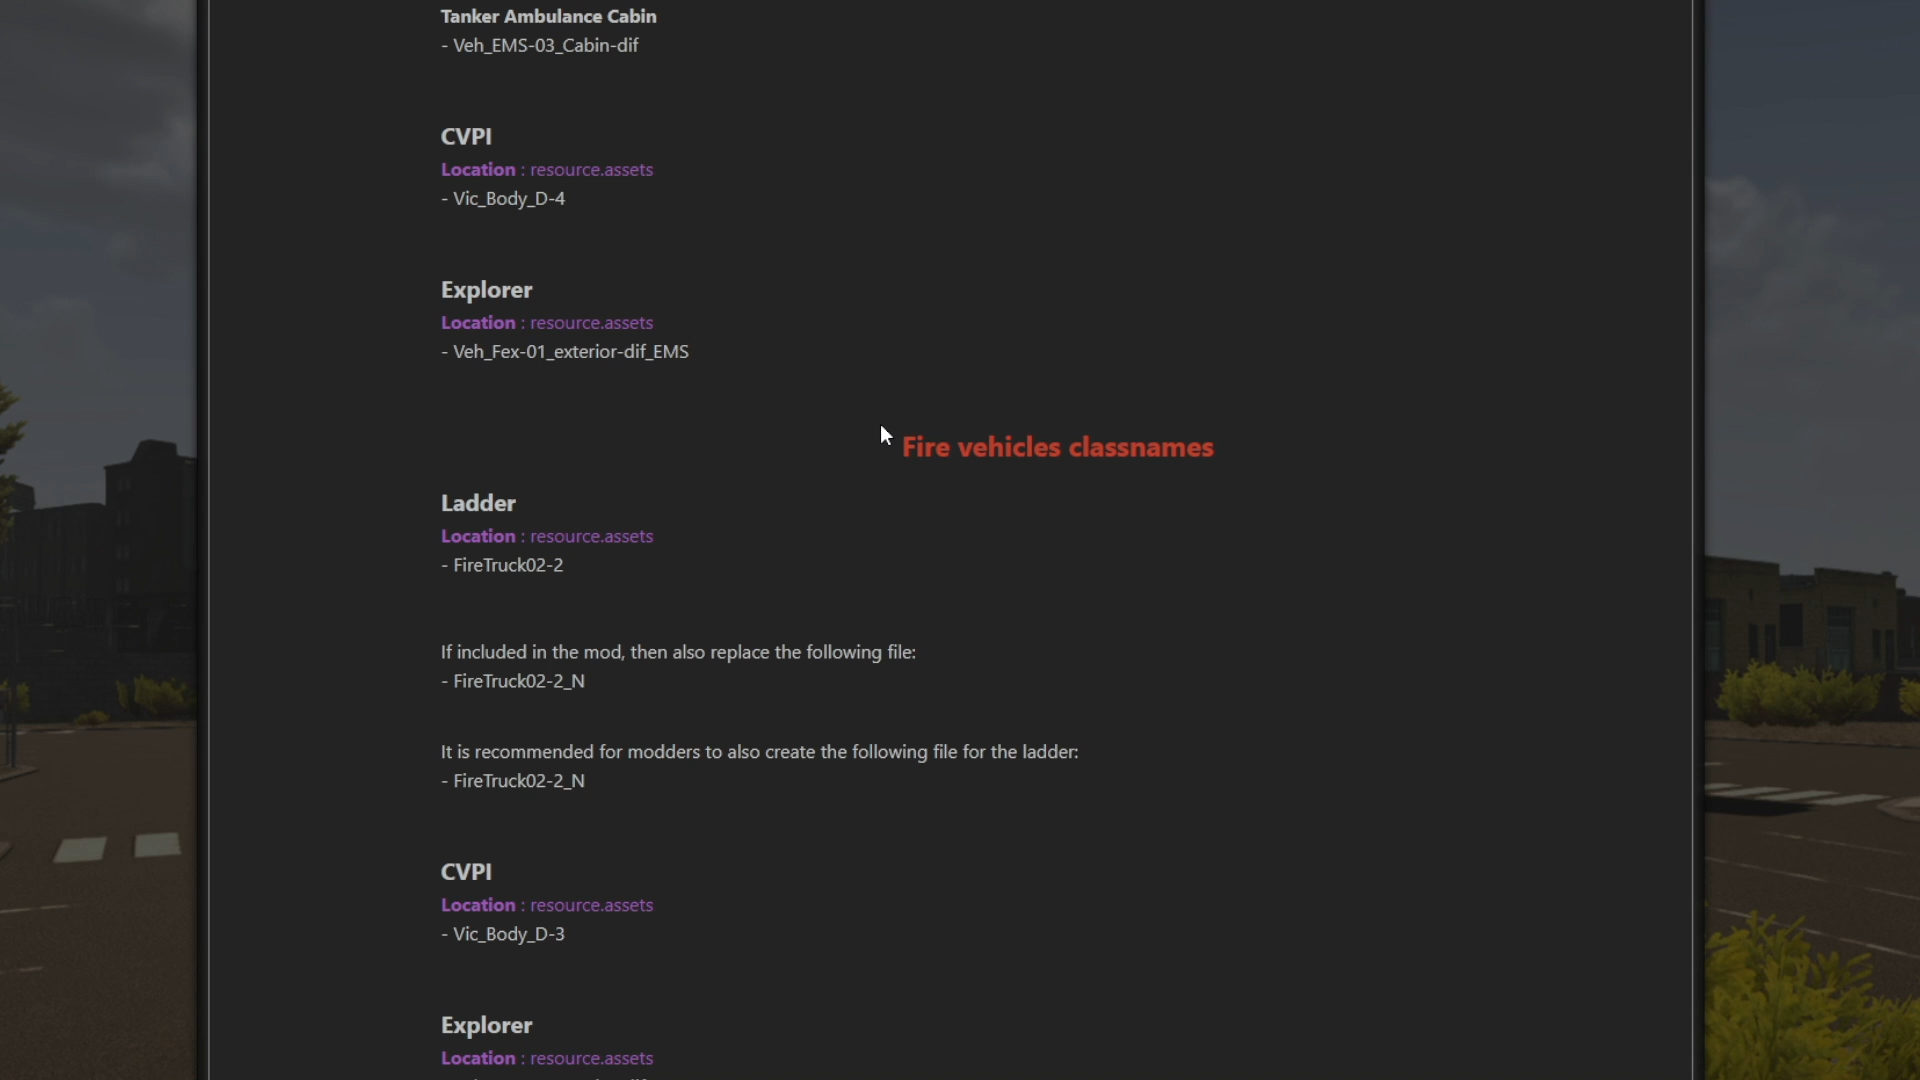 Tanker Ambulance Cabin
- Veh_EMS-03_Cabin-dif
CVPI
Location : resource.assets
- Vic_Body_D-4
Explorer
Location : resource.assets
- Veh_Fex-01_exterior-dif_EMS
Fire vehicles classnames
Ladder
Location : resource.assets
- FireTruck02-2
If included in the mod, then also replace the following file:
- FireTruck02-2_N
It is recommended for modders to also create the following file for the ladder:
- FireTruck02-2_N
CVPI
Location : resource.assets
- Vic_Body_D-3
Explorer
Location : resource.assets